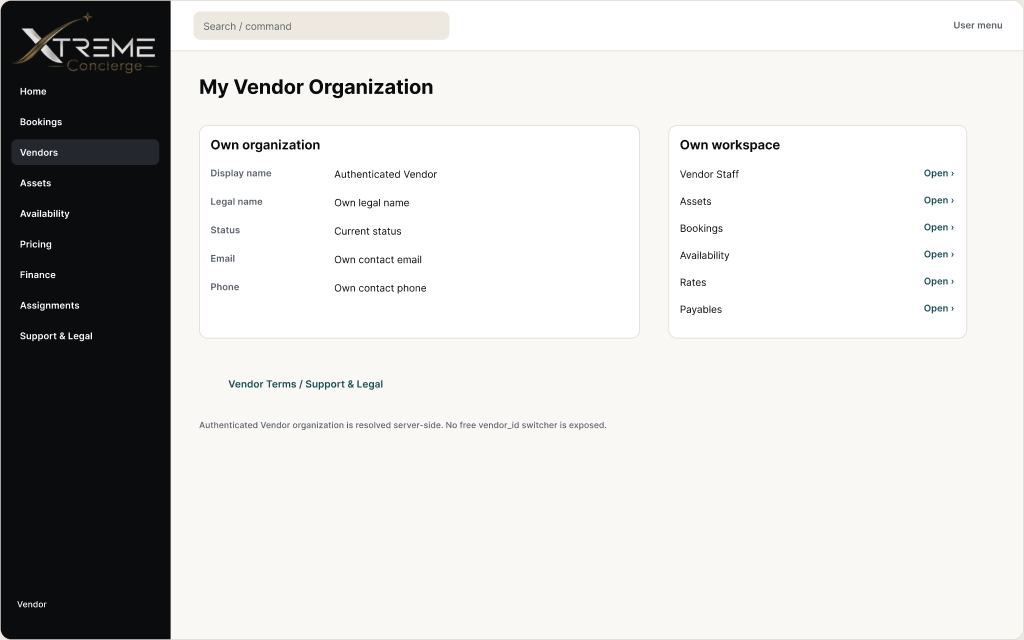 XTREME
Concierge
Search / command
User menu
Home
Bookings
Vendors
Assets
Availability
Pricing
Finance
Assignments
Support & Legal
Vendor
My Vendor Organization
Own organization
Display name Authenticated Vendor
Legal name Own legal name
Status Current status
Email Own contact email
Phone Own contact phone
Own workspace
Vendor Staff Open ›
Assets Open ›
Bookings Open ›
Availability Open ›
Rates Open ›
Payables Open ›
Vendor Terms / Support & Legal
Authenticated Vendor organization is resolved server-side. No free vendor_id switcher is exposed.